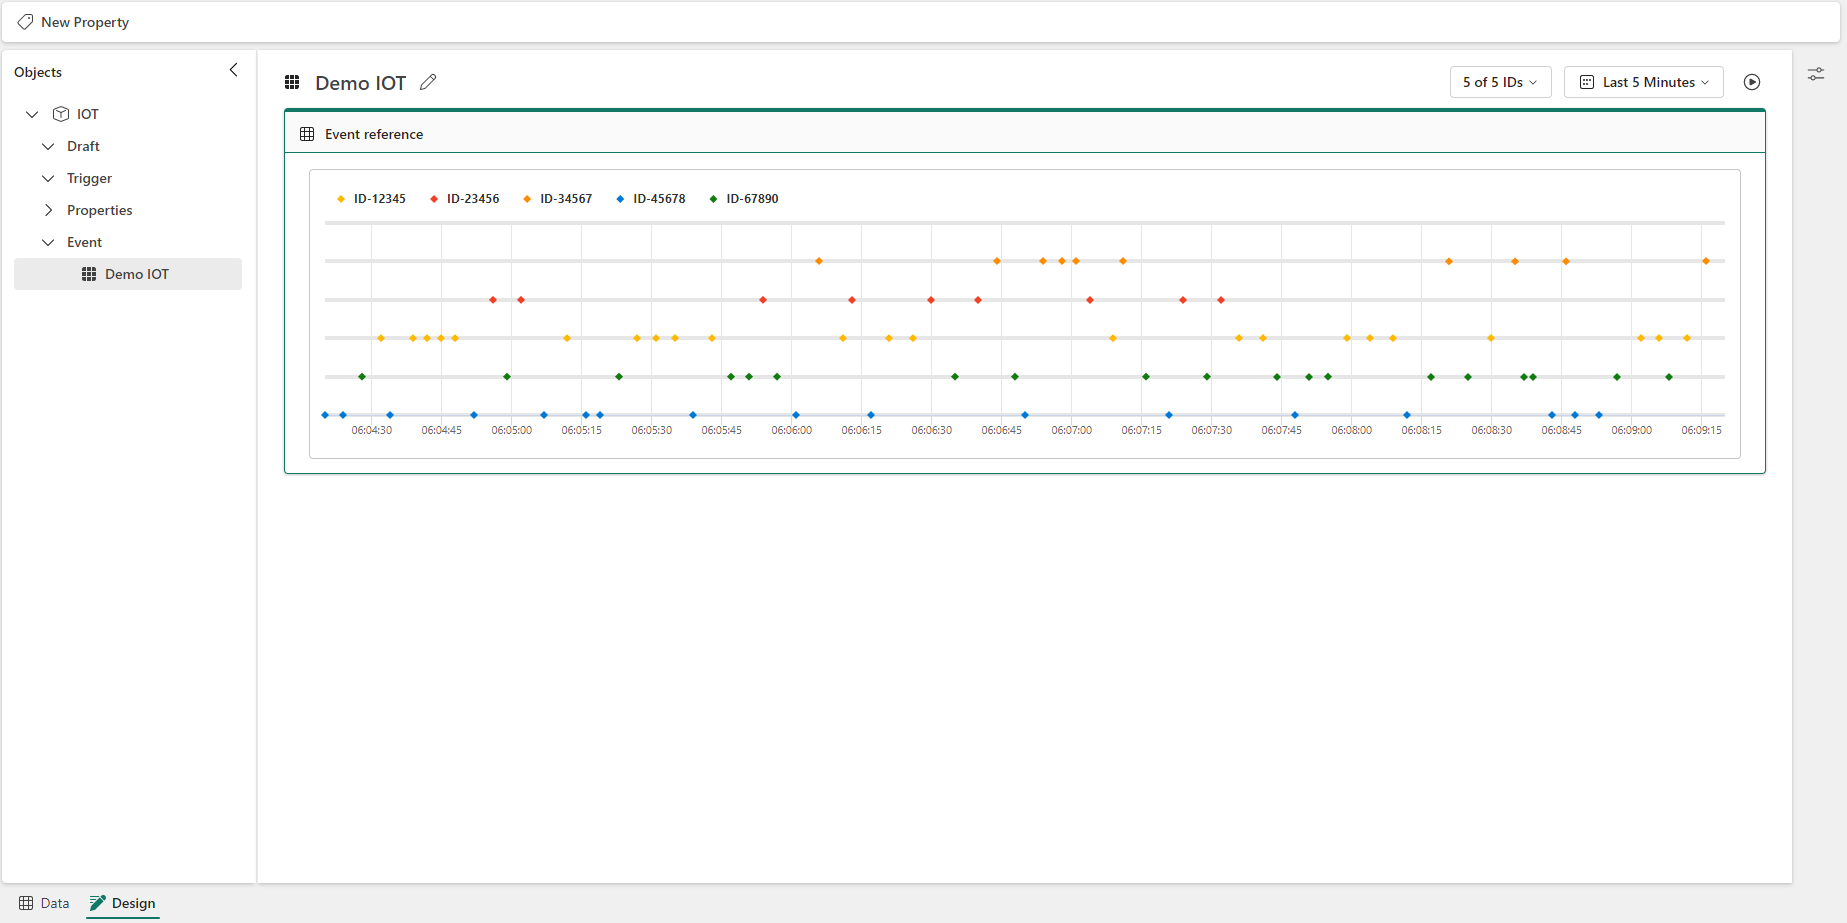 New Property
Objects
IOT
Draft
Trigger
Properties
Event
Demo IOT
Demo IOT
5 of 5 IDs
Last 5 Minutes
Event reference
ID-12345 ID-23456 ID-34567 ID-45678 ID-67890
06:04:30 06:04:45 06:05:00 06:05:15 06:05:30 06:05:45 06:06:00 06:06:15 06:06:30 06:06:45 06:07:00 06:07:15 06:07:30 06:07:45 06:08:00 06:08:15 06:08:30 06:08:45 06:09:00 06:09:15
Data Design